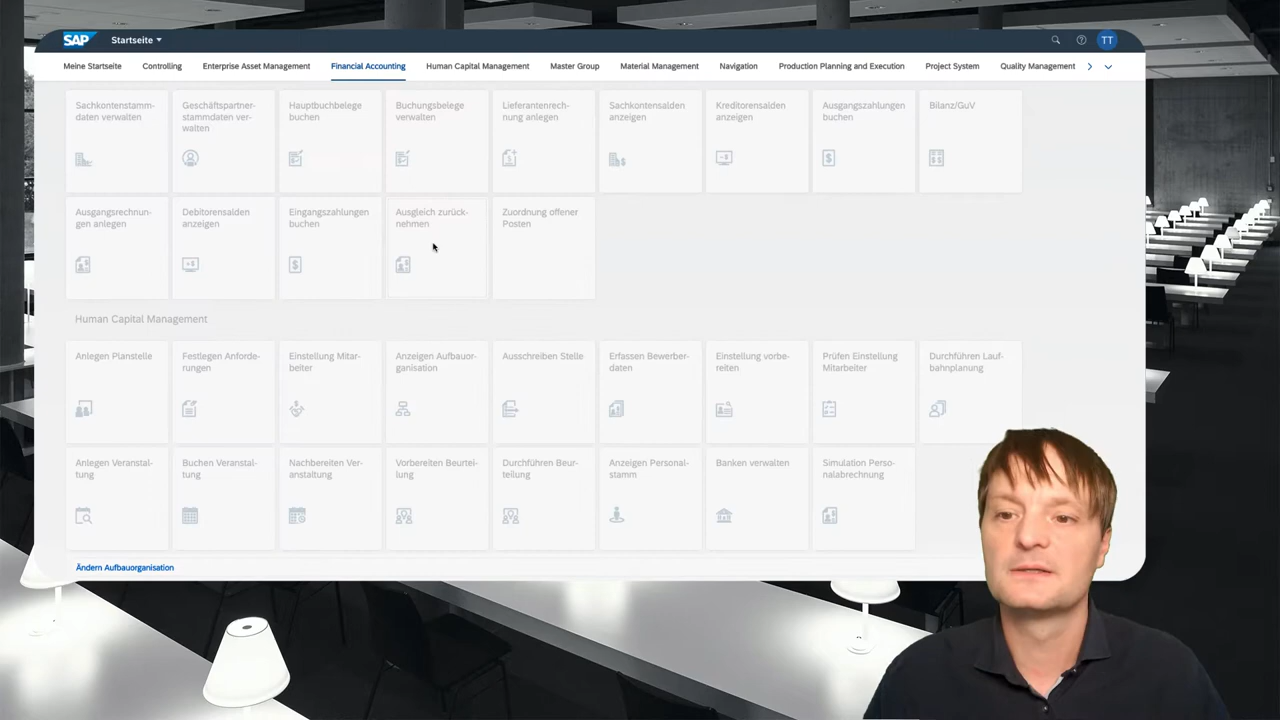 SAP
Startseite
TT
Meine Startseite
Controlling
Enterprise Asset Management
Financial Accounting
Human Capital Management
Master Group
Material Management
Navigation
Production Planning and Execution
Project System
Quality Management
Sachkontenstamm-
daten verwalten
Geschäftspartner-
stammdaten ver-
walten
Hauptbuchbelege
buchen
Buchungsbelege
verwalten
Lieferantenrech-
nung anlegen
Sachkontensalden
anzeigen
Kreditorensalden
anzeigen
Ausgangszahlungen
buchen
Bilanz/GuV
Ausgangsrechnun-
gen anlegen
Debitorensalden
anzeigen
Eingangszahlungen
buchen
Ausgleich zurück-
nehmen
Zuordnung offener
Posten
Human Capital Management
Anlegen Planstelle
Festlegen Anforde-
rungen
Einstellung Mitar-
beiter
Anzeigen Aufbauor-
ganisation
Ausschreiben Stelle
Erfassen Bewerber-
daten
Einstellung vorbe-
reiten
Prüfen Einstellung
Mitarbeiter
Durchführen Lauf-
bahnplanung
Anlegen Veranstal-
tung
Buchen Veranstal-
tung
Nachbereiten Ver-
anstaltung
Vorbereiten Beurtei-
lung
Durchführen Beur-
teilung
Anzeigen Personal-
stamm
Banken verwalten
Simulation Perso-
nalabrechnung
Ändern Aufbauorganisation